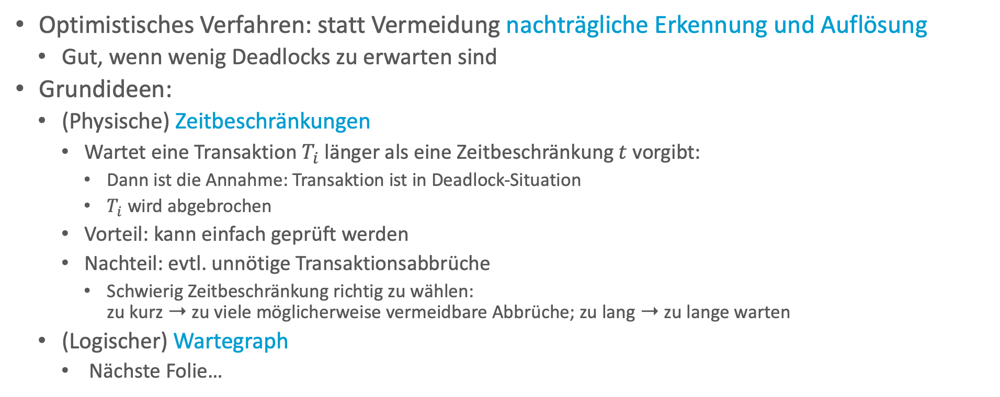 • Optimistisches Verfahren: statt Vermeidung nachträgliche Erkennung und Auflösung
• Gut, wenn wenig Deadlocks zu erwarten sind
• Grundideen:
• (Physische) Zeitbeschränkungen
• Wartet eine Transaktion 𝑇ᵢ länger als eine Zeitbeschränkung 𝑡 vorgibt:
• Dann ist die Annahme: Transaktion ist in Deadlock-Situation
• 𝑇ᵢ wird abgebrochen
• Vorteil: kann einfach geprüft werden
• Nachteil: evtl. unnötige Transaktionsabbrüche
• Schwierig Zeitbeschränkung richtig zu wählen:
zu kurz → zu viele möglicherweise vermeidbare Abbrüche; zu lang → zu lange warten
• (Logischer) Wartegraph
• Nächste Folie…